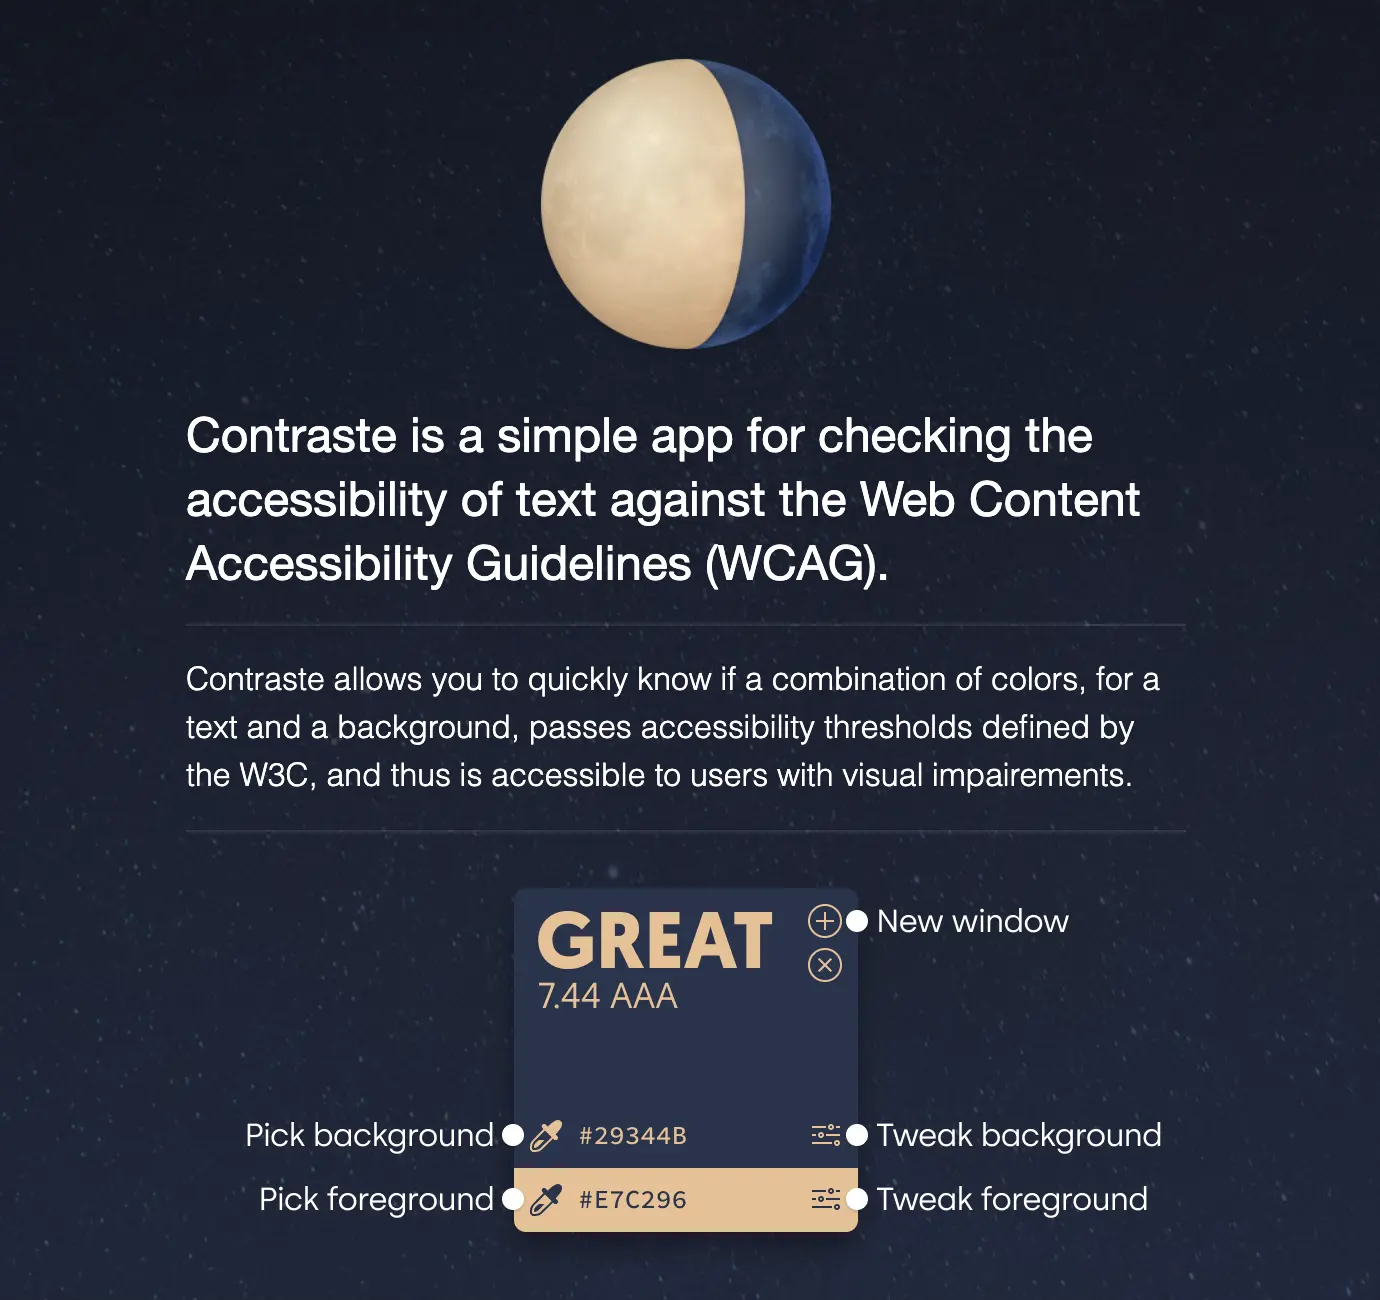 Contraste is a simple app for checking the
accessibility of text against the Web Content
Accessibility Guidelines (WCAG).
Contraste allows you to quickly know if a combination of colors, for a
text and a background, passes accessibility thresholds defined by
the W3C, and thus is accessible to users with visual impairements.
GREAT
New window
7.44 AAA
Pick background #29344B Tweak background
Pick foreground #E7C296 Tweak foreground